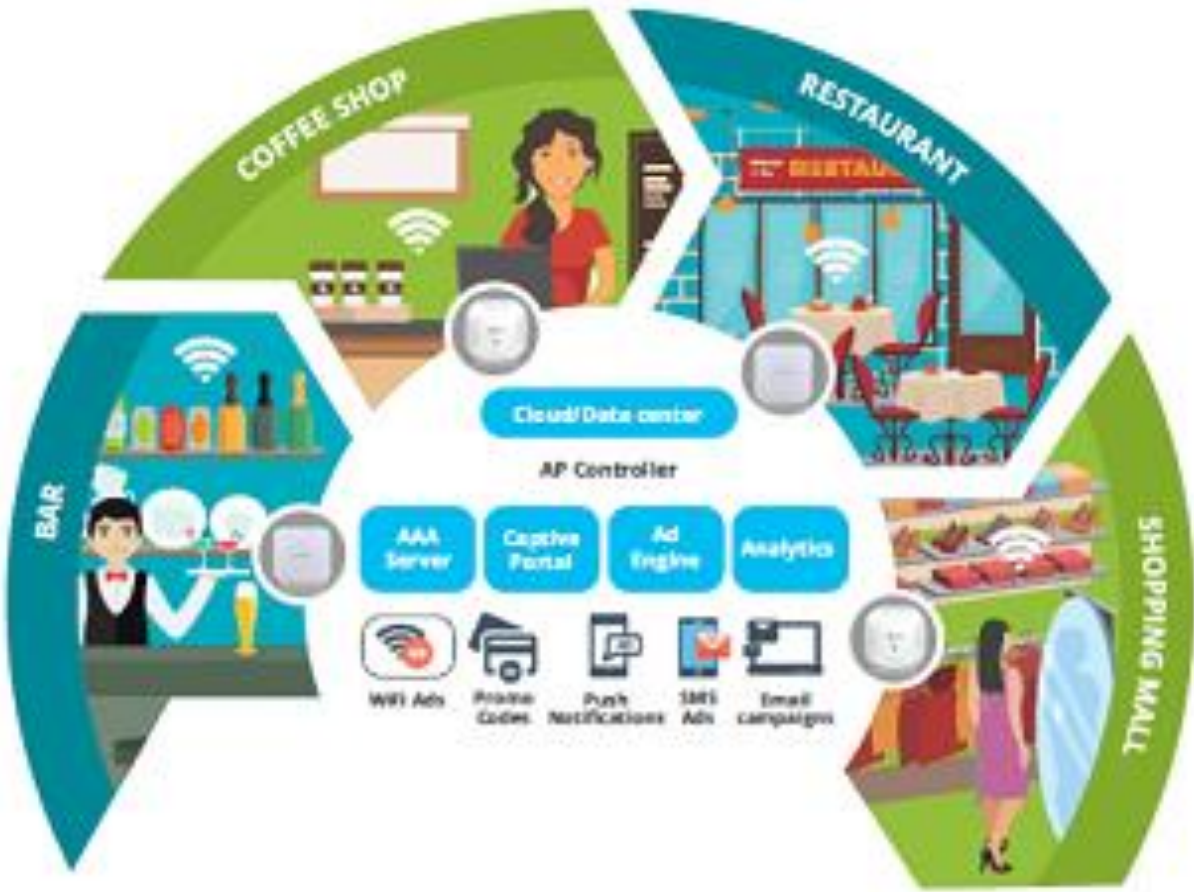 COFFEE SHOP
RESTAURANT
RESTAU
BAR
SHOPPING MALL
Cloud/Data center
AP Controller
AAA
Server
Captive
Portal
Ad
Engine
Analytics
WiFi Ads
Promo
Codes
Push
Notifications
SMS
Ads
Email
campaigns